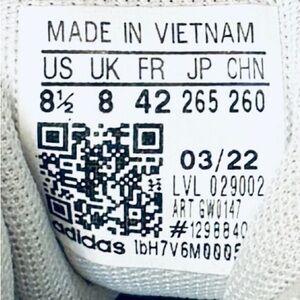 MADE IN VIETNAM
US UK FR JP CHN
8½ 8 42 265 260
03/22
LVL 029002
ART GW0147
#1298840
adidas lbH7V6M0005